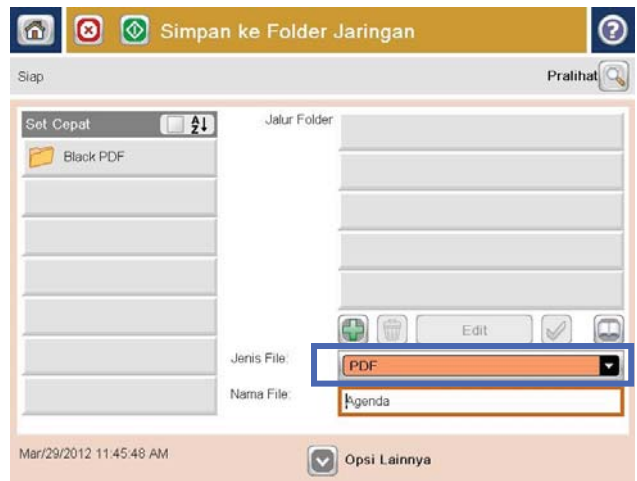 Simpan ke Folder Jaringan
Siap
Pralihat
Set Cepat
Jalur Folder
Black PDF
Edit
Jenis File:
PDF
Nama File:
Agenda
Mar/29/2012 11:45:48 AM
Opsi Lainnya